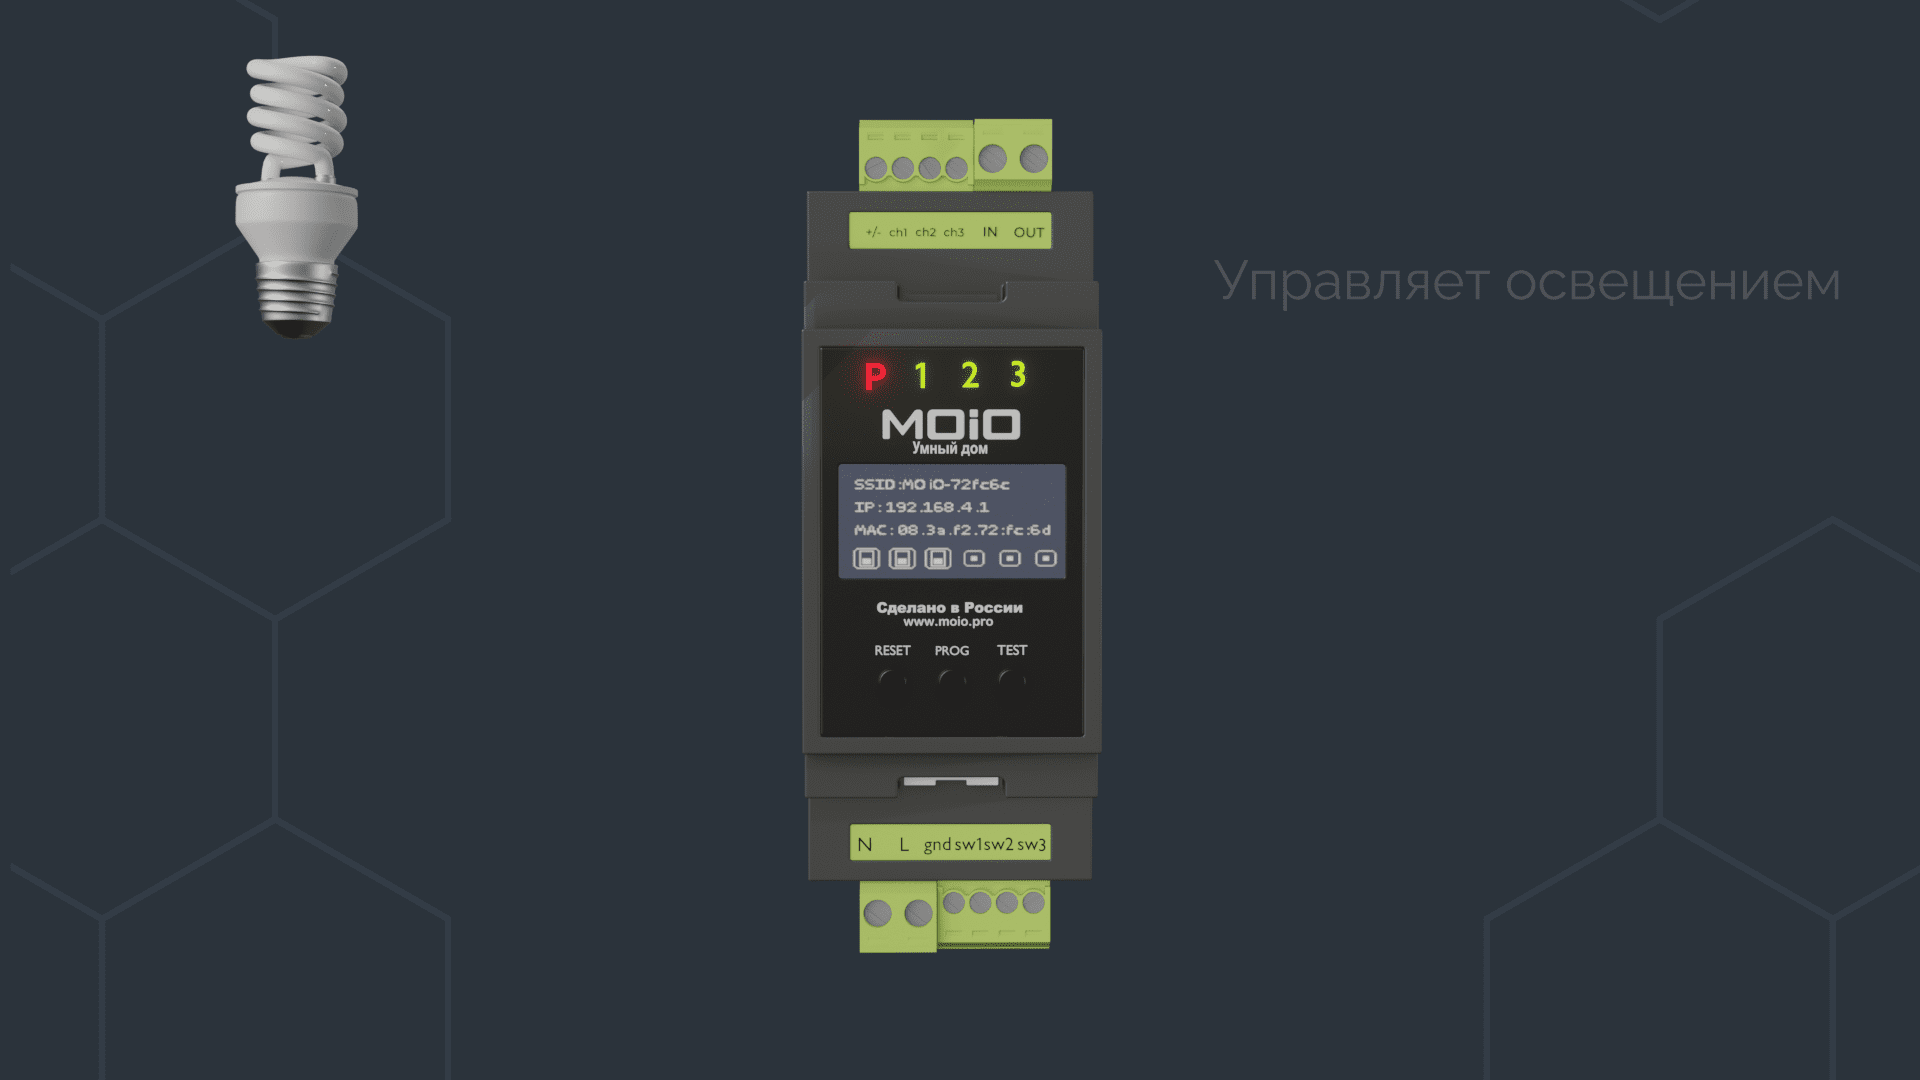 +/- ch1 ch2 ch3 IN OUT
Управляет освещением
P 1 2 3
MOiO
Умный дом
SSID:MOiO-72fc6c
IP:192.168.4.1
MAC:08.3a.f2.72:fc:6d
Сделано в России
www.moio.pro
RESET PROG TEST
N L gnd sw1 sw2 sw3